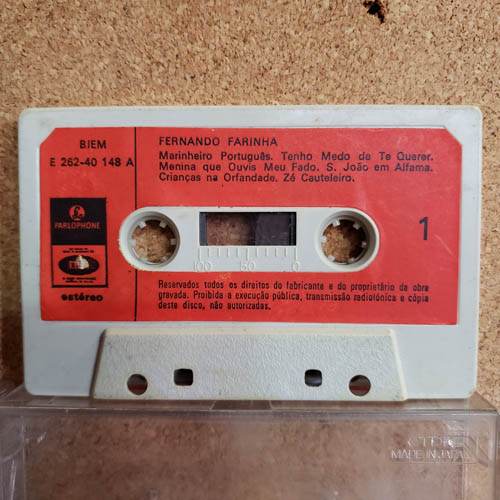 BIEM
E 262-40 148 A
FERNANDO FARINHA
Marinheiro Português. Tenho Medo de Te Querer.
Menina que Ouvis Meu Fado. S. João em Alfama.
Crianças na Orfandade. Zé Cauteleiro.
PARLOPHONE
estéreo
1
100 150 0
Reservados todos os direitos do fabricante e do proprietário da obra
gravada. Proibida a execução pública, transmissão radiotónica e cópia
deste disco, não autorizadas.
MADE IN JAPAN